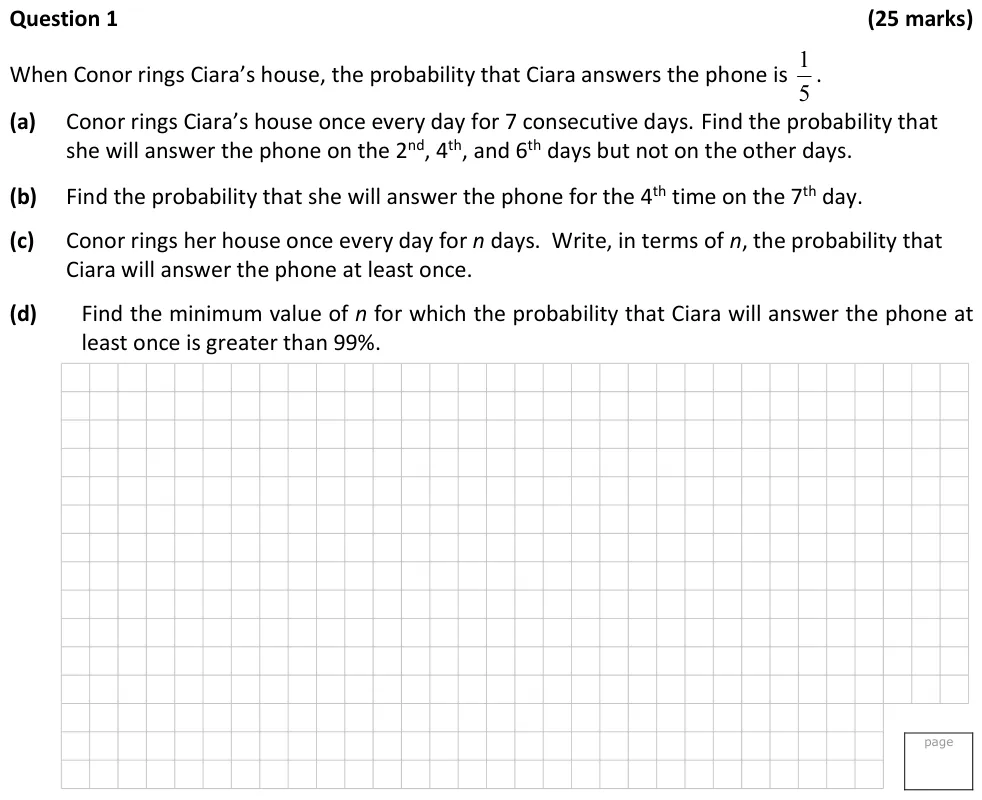 Question 1 (25 marks)
When Conor rings Ciara’s house, the probability that Ciara answers the phone is 1/5.
(a) Conor rings Ciara’s house once every day for 7 consecutive days. Find the probability that
she will answer the phone on the 2nd, 4th, and 6th days but not on the other days.
(b) Find the probability that she will answer the phone for the 4th time on the 7th day.
(c) Conor rings her house once every day for n days. Write, in terms of n, the probability that
Ciara will answer the phone at least once.
(d) Find the minimum value of n for which the probability that Ciara will answer the phone at
least once is greater than 99%.
page